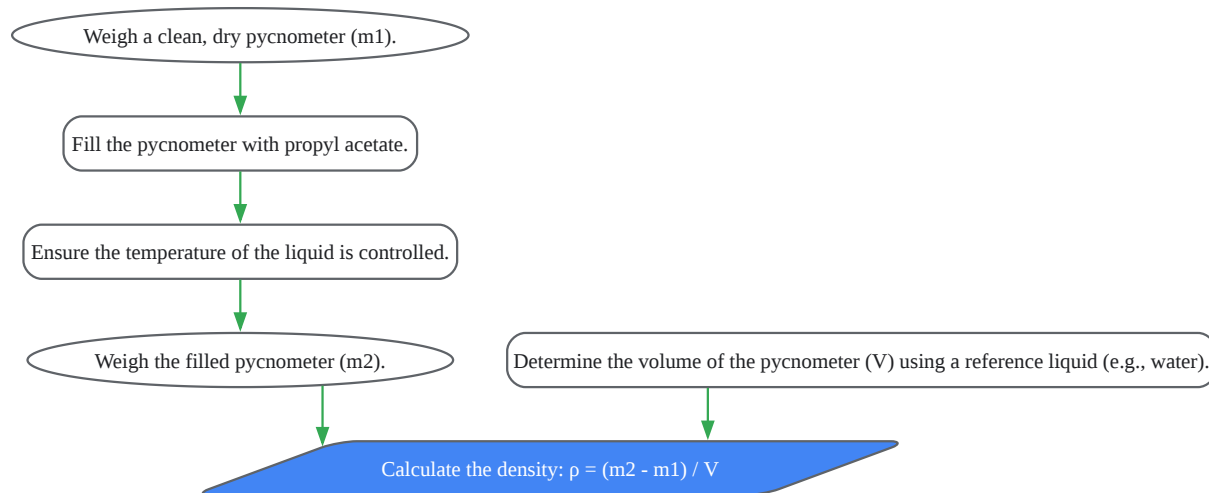 Weigh a clean, dry pycnometer (m1).
Fill the pycnometer with propyl acetate.
Ensure the temperature of the liquid is controlled.
Weigh the filled pycnometer (m2).
Determine the volume of the pycnometer (V) using a reference liquid (e.g., water).
Calculate the density: ρ = (m2 - m1) / V